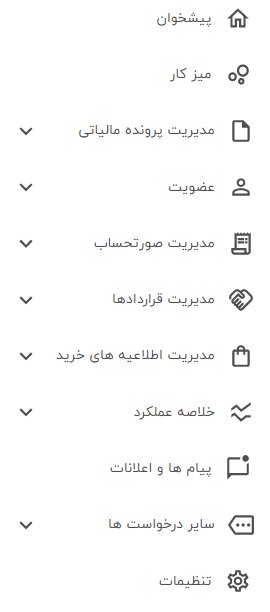 پیشخوان
میز کار
مدیریت پرونده مالیاتی
عضویت
مدیریت صورتحساب
مدیریت قراردادها
مدیریت اطلاعیه های خرید
خلاصه عملکرد
پیام ها و اعلانات
سایر درخواست ها
تنظیمات